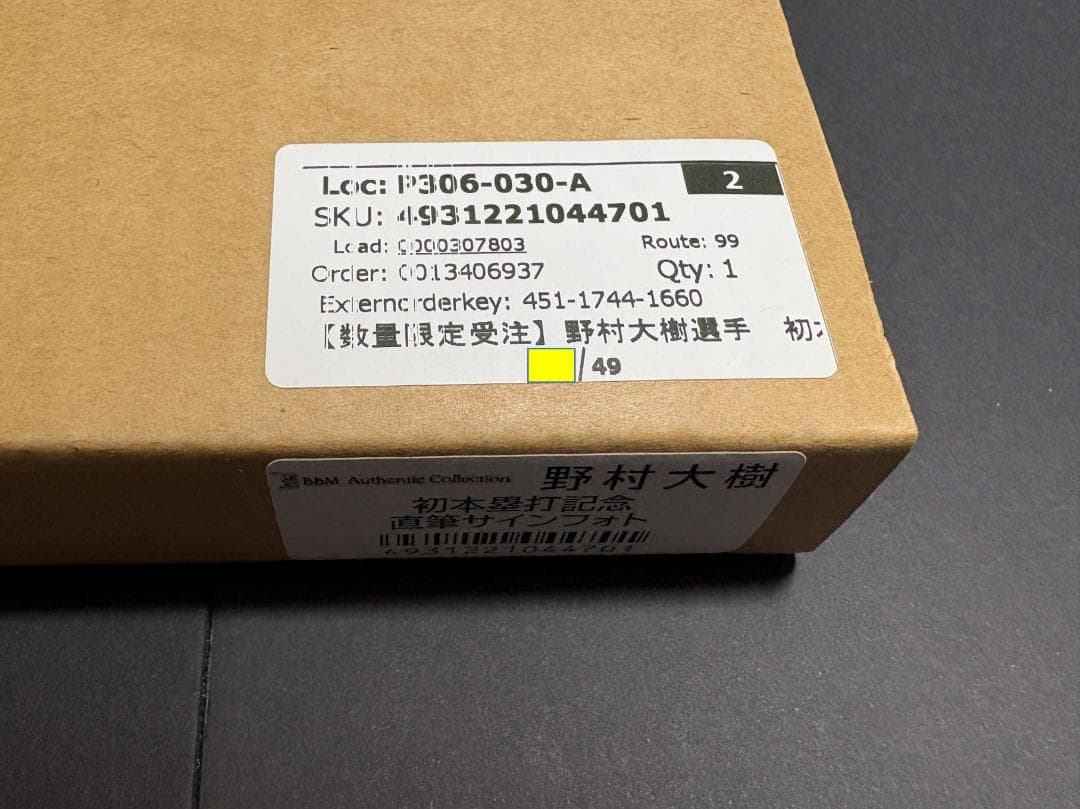 2
Loc: P306-030-A
SKU: 4931221044701
Load: 0000307803 Route: 99
Order: 0013406937 Qty: 1
Externorderkey: 451-1744-1660
【数量限定受注】野村大樹選手 初
/49
BBM Authentic Collection 野村大樹
初本塁打記念
直筆サインフォト
4931221044701